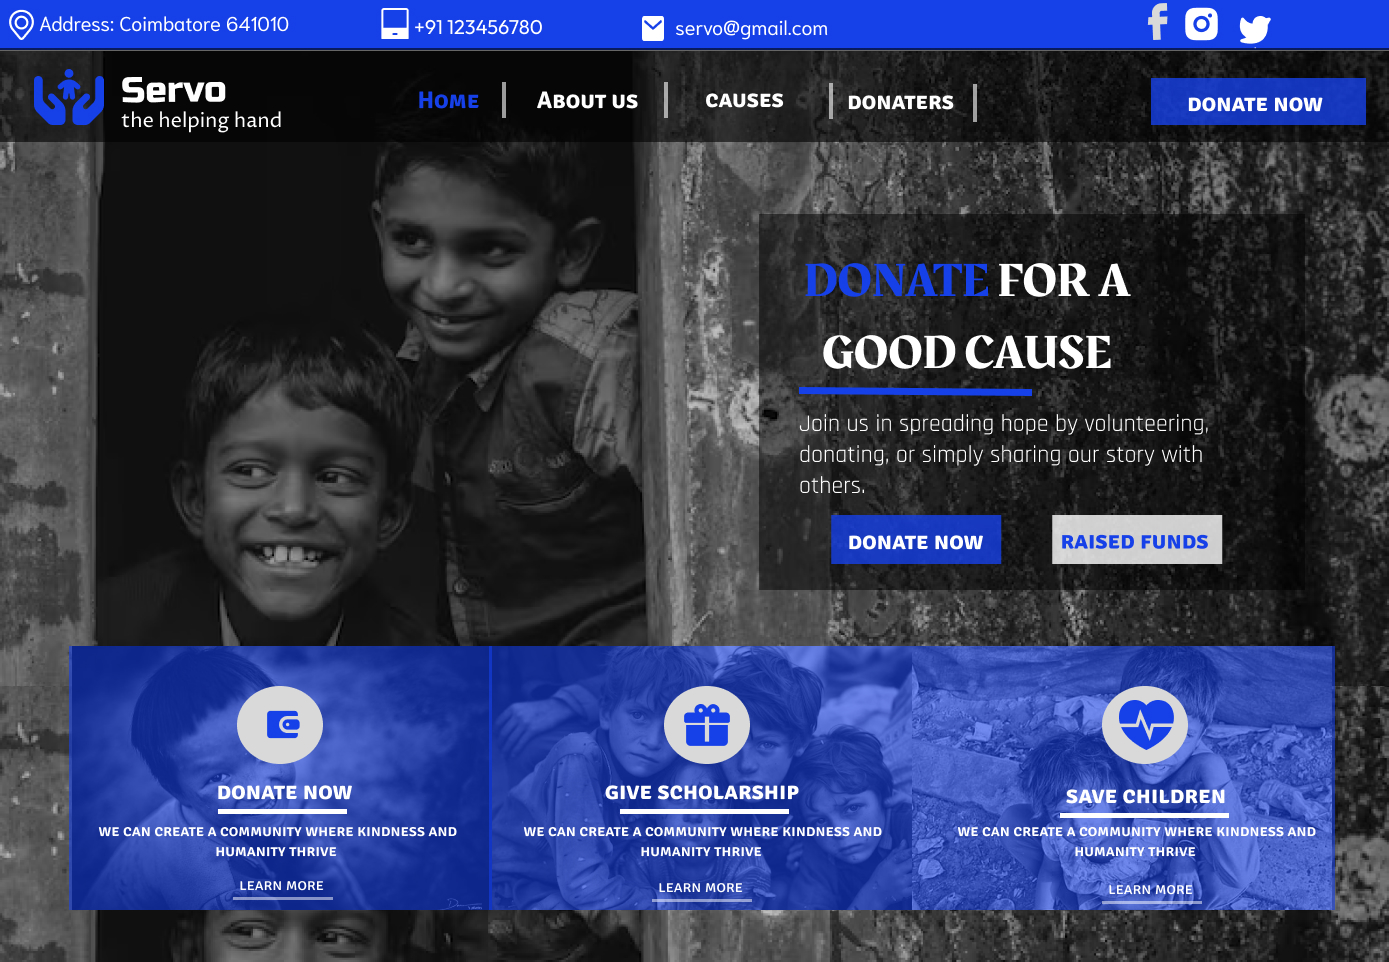 Address: Coimbatore 641010
+91 123456780
servo@gmail.com
Servo
the helping hand
HOME
ABOUT US
CAUSES
DONATERS
DONATE NOW
DONATE FOR A
GOOD CAUSE
Join us in spreading hope by volunteering,
donating, or simply sharing our story with
others.
DONATE NOW
RAISED FUNDS
DONATE NOW
WE CAN CREATE A COMMUNITY WHERE KINDNESS AND
HUMANITY THRIVE
LEARN MORE
GIVE SCHOLARSHIP
WE CAN CREATE A COMMUNITY WHERE KINDNESS AND
HUMANITY THRIVE
LEARN MORE
SAVE CHILDREN
WE CAN CREATE A COMMUNITY WHERE KINDNESS AND
HUMANITY THRIVE
LEARN MORE